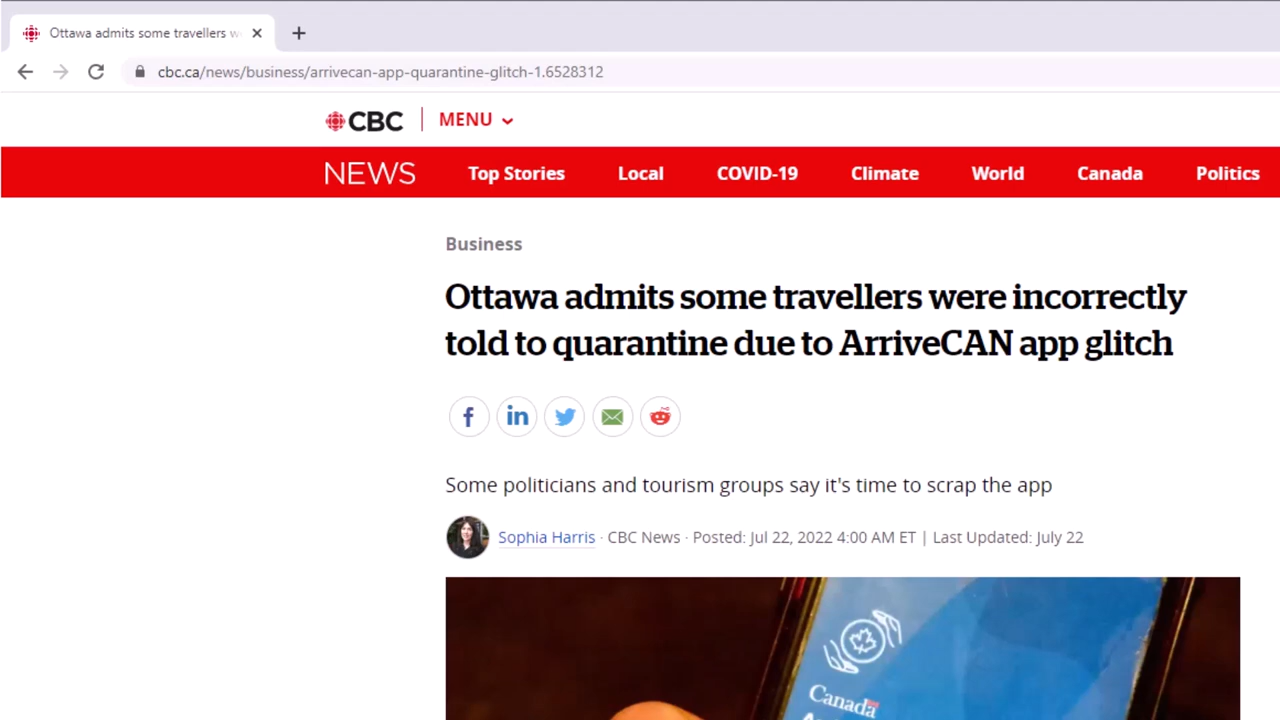 Ottawa admits some travellers w
cbc.ca/news/business/arrivecan-app-quarantine-glitch-1.6528312
CBC MENU
NEWS Top Stories Local COVID-19 Climate World Canada Politics
Business
Ottawa admits some travellers were incorrectly
told to quarantine due to ArriveCAN app glitch
f in
Some politicians and tourism groups say it's time to scrap the app
Sophia Harris · CBC News · Posted: Jul 22, 2022 4:00 AM ET | Last Updated: July 22
Canada